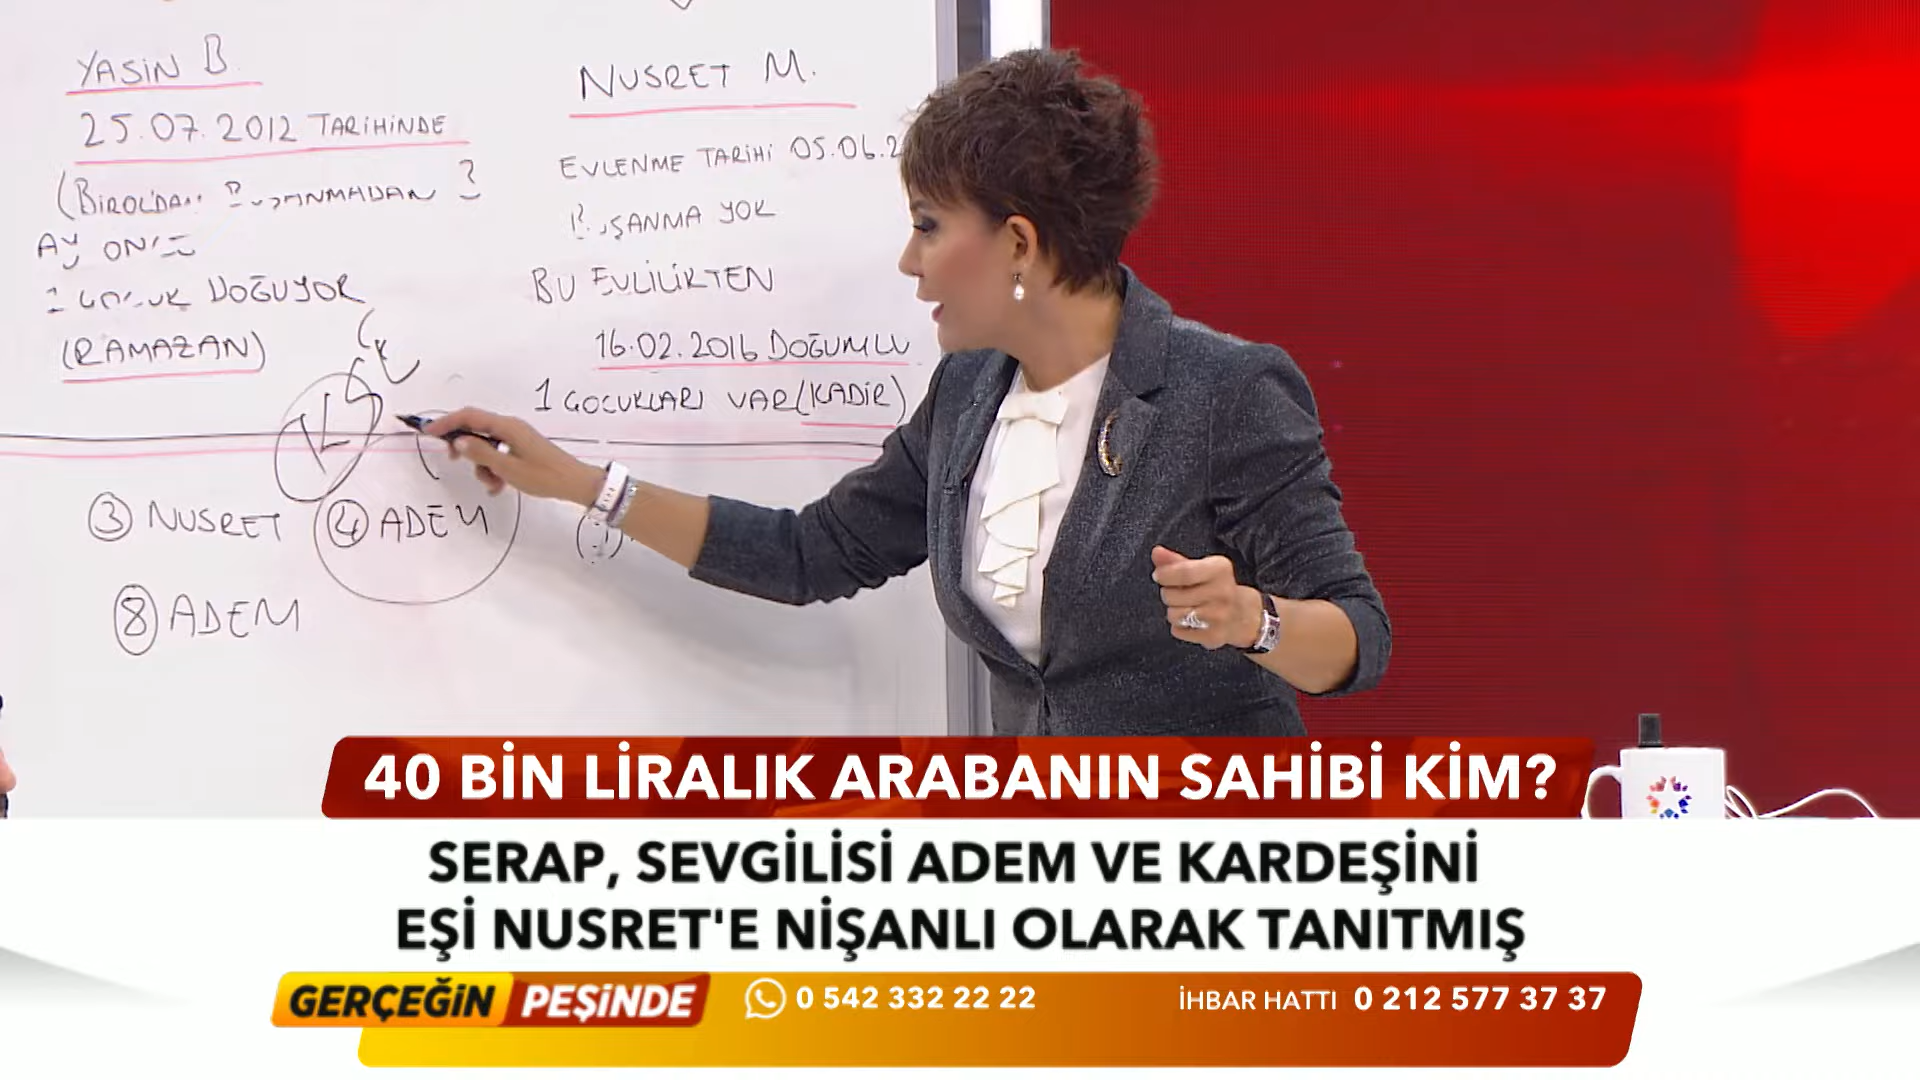 YASİN B.
25.07.2012 TARİHİNDE
AY
DOĞUYOR
(RAMAZAN)
NUSRET M.
EVLENME TARİHİ 05.06.2
YOK
BU EVLİLİKTEN
16.02.2016 DOĞUMLU
1 ÇOCUKLARI VAR (KADİR)
3 NUSRET
4 ADEM
8 ADEM
40 BİN LİRALIK ARABANIN SAHİBİ KİM?
SERAP, SEVGİLİSİ ADEM VE KARDEŞİNİ
EŞİ NUSRET'E NİŞANLI OLARAK TANITMIŞ
GERÇEĞİN PEŞİNDE
0 542 332 22 22
İHBAR HATTI 0 212 577 37 37